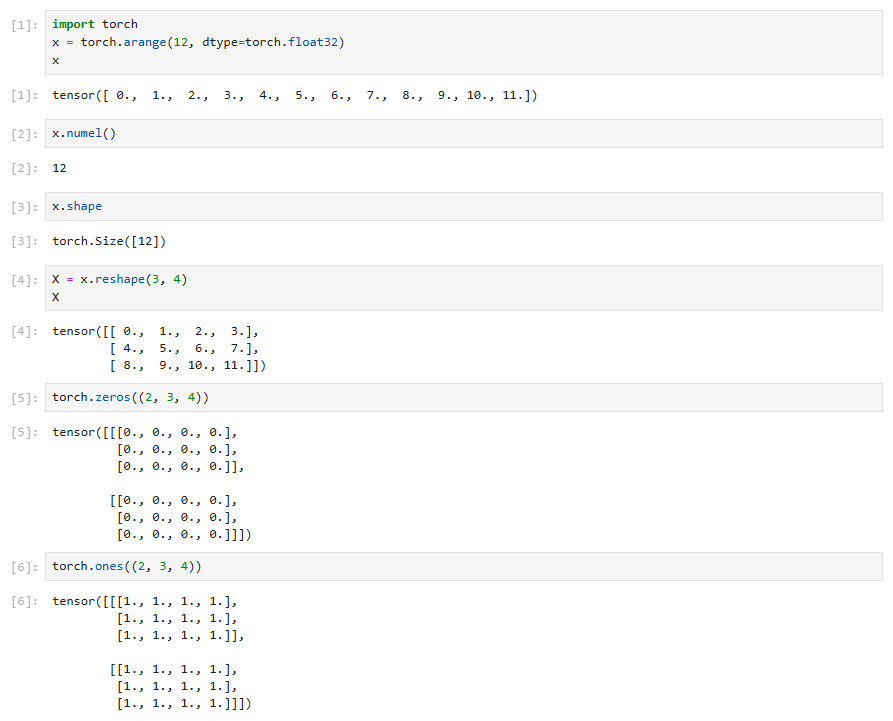 [1]: import torch
x = torch.arange(12, dtype=torch.float32)
x
[1]: tensor([ 0.,  1.,  2.,  3.,  4.,  5.,  6.,  7.,  8.,  9., 10., 11.])
[2]: x.numel()
[2]: 12
[3]: x.shape
[3]: torch.Size([12])
[4]: X = x.reshape(3, 4)
X
[4]: tensor([[ 0.,  1.,  2.,  3.],
        [ 4.,  5.,  6.,  7.],
        [ 8.,  9., 10., 11.]])
[5]: torch.zeros((2, 3, 4))
[5]: tensor([[[0., 0., 0., 0.],
         [0., 0., 0., 0.],
         [0., 0., 0., 0.]],
        [[0., 0., 0., 0.],
         [0., 0., 0., 0.],
         [0., 0., 0., 0.]]])
[6]: torch.ones((2, 3, 4))
[6]: tensor([[[1., 1., 1., 1.],
         [1., 1., 1., 1.],
         [1., 1., 1., 1.]],
        [[1., 1., 1., 1.],
         [1., 1., 1., 1.],
         [1., 1., 1., 1.]]])